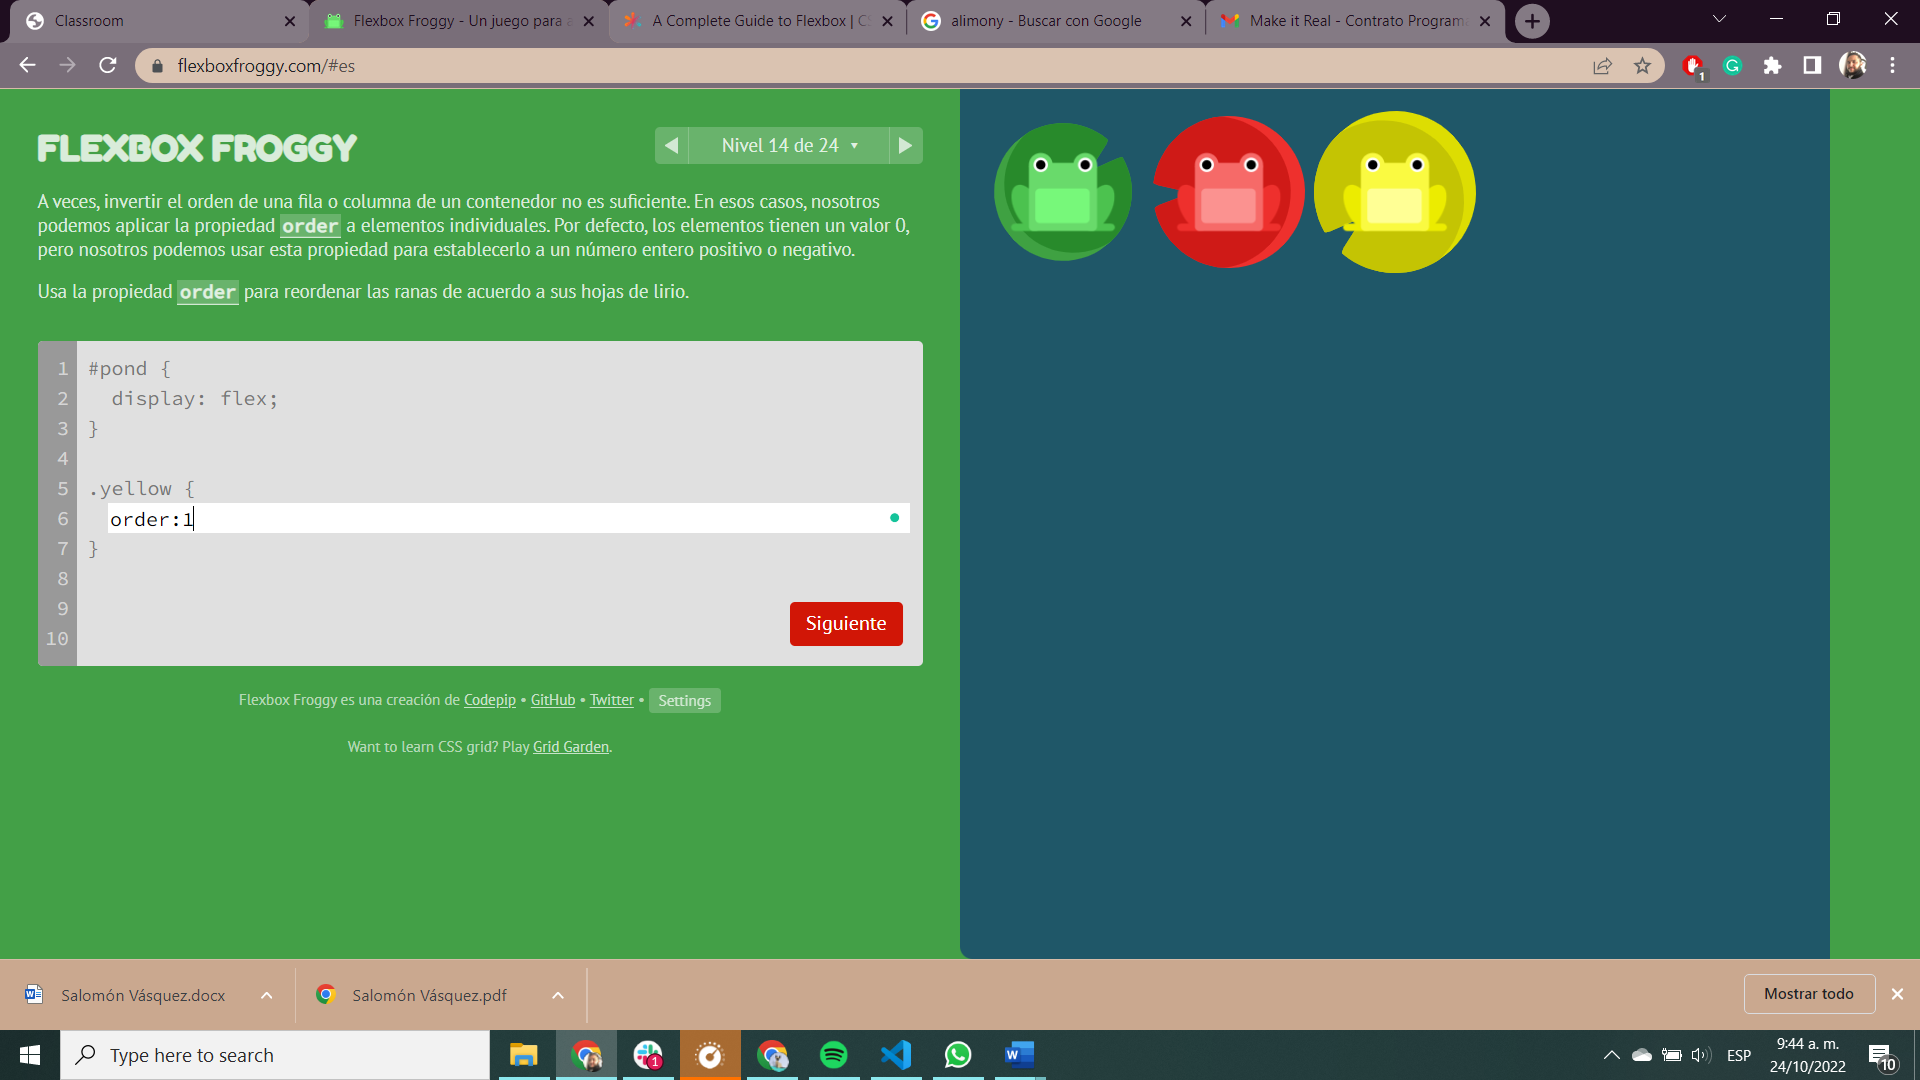 Classroom
Flexbox Froggy - Un juego para a
A Complete Guide to Flexbox | CS
alimony - Buscar con Google
Make it Real - Contrato Program
flexboxfroggy.com/#es
1
FLEXBOX FROGGY
Nivel 14 de 24
A veces, invertir el orden de una fila o columna de un contenedor no es suficiente. En esos casos, nosotros
podemos aplicar la propiedad order a elementos individuales. Por defecto, los elementos tienen un valor 0,
pero nosotros podemos usar esta propiedad para establecerlo a un número entero positivo o negativo.
Usa la propiedad order para reordenar las ranas de acuerdo a sus hojas de lirio.
1 #pond {
2 display: flex;
3 }
4
5 .yellow {
6 order:1
7 }
8
9
10
Siguiente
Flexbox Froggy es una creación de Codepip • GitHub • Twitter • Settings
Want to learn CSS grid? Play Grid Garden.
Salomón Vásquez.docx
Salomón Vásquez.pdf
Mostrar todo
Type here to search
1
W
ESP
9:44 a. m.
24/10/2022
10